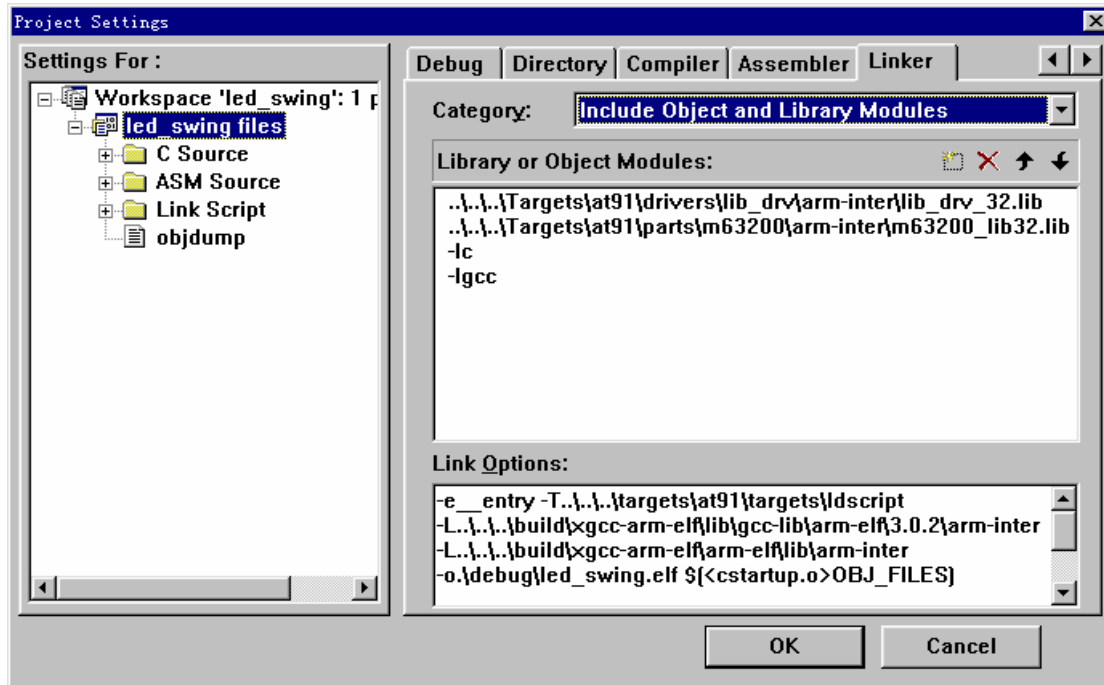 Project Settings
Settings For :
Workspace 'led_swing': 1 p
led_swing files
C Source
ASM Source
Link Script
objdump
Debug Directory Compiler Assembler Linker
Category: Include Object and Library Modules
Library or Object Modules:
..\..\..\Targets\at91\drivers\lib_drv\arm-inter\lib_drv_32.lib
..\..\..\Targets\at91\parts\m63200\arm-inter\m63200_lib32.lib
-lc
-lgcc
Link Options:
-e__entry -T..\..\..\targets\at91\targets\ldscript
-L..\..\..\build\xgcc-arm-elf\lib\gcc-lib\arm-elf\3.0.2\arm-inter
-L..\..\..\build\xgcc-arm-elf\arm-elf\lib\arm-inter
-o.\debug\led_swing.elf $(<cstartup.o>OBJ_FILES)
OK Cancel